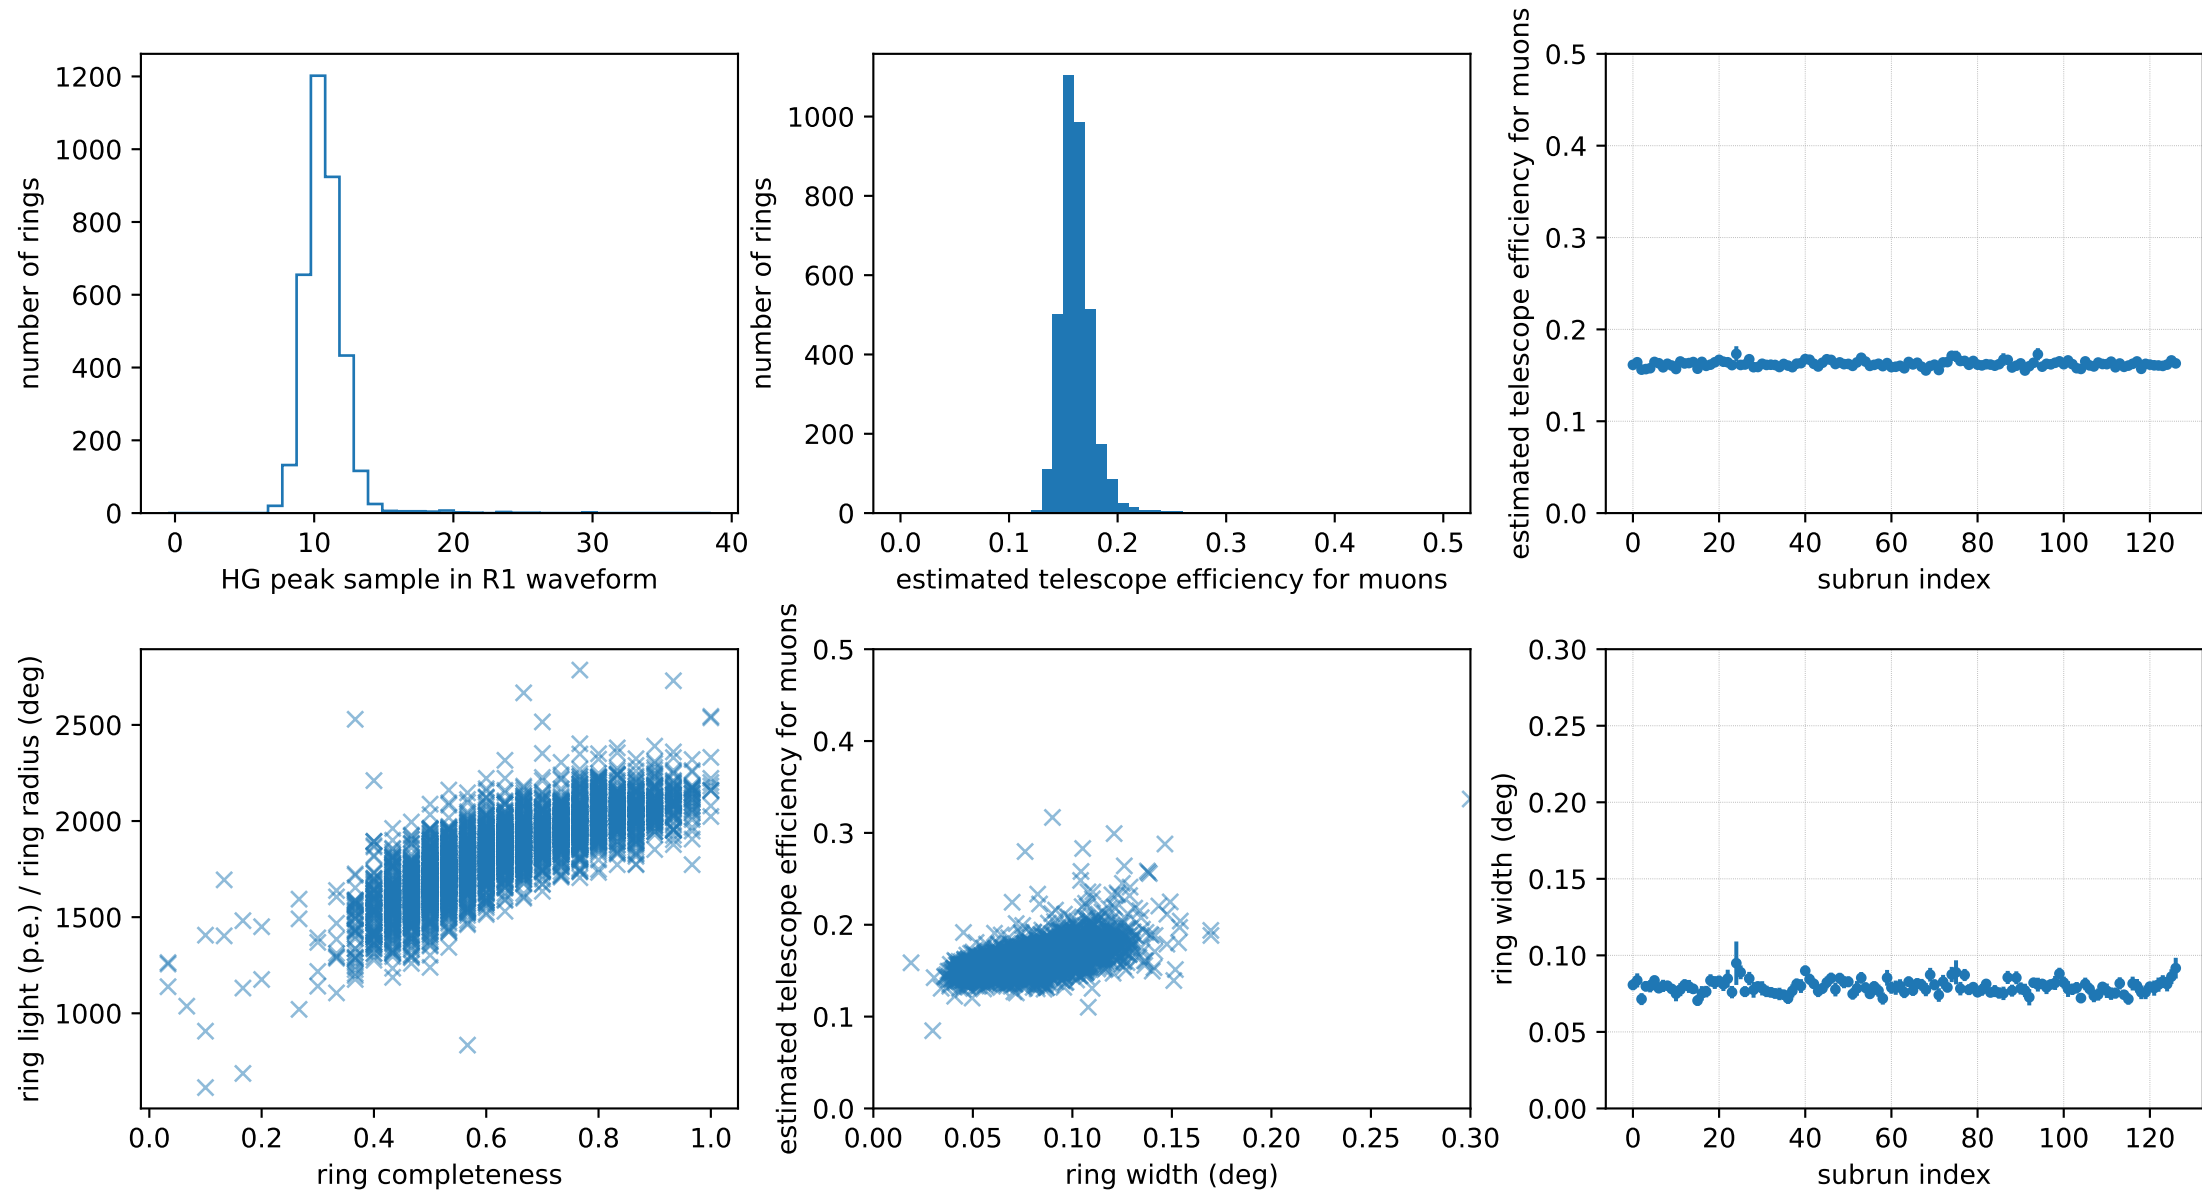 number of rings
1200
1000
800
600
400
200
0
0 10 20 30 40
HG peak sample in R1 waveform
number of rings
1000
800
600
400
200
0
0.0 0.1 0.2 0.3 0.4 0.5
estimated telescope efficiency for muons
estimated telescope efficiency for muons
0.5
0.4
0.3
0.2
0.1
0.0
0 20 40 60 80 100 120
subrun index
ring light (p.e.) / ring radius (deg)
2500
2000
1500
1000
0.0 0.2 0.4 0.6 0.8 1.0
ring completeness
estimated telescope efficiency for muons
0.5
0.4
0.3
0.2
0.1
0.0
0.00 0.05 0.10 0.15 0.20 0.25 0.30
ring width (deg)
ring width (deg)
0.30
0.25
0.20
0.15
0.10
0.05
0.00
0 20 40 60 80 100 120
subrun index